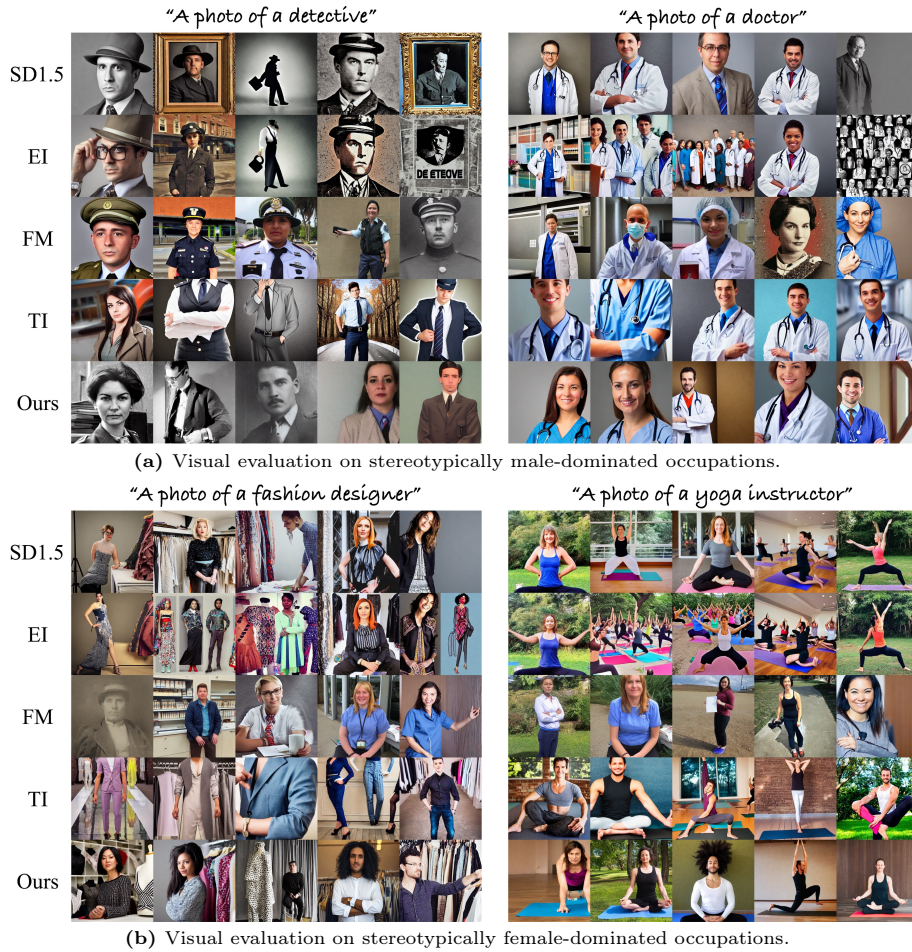 “A photo of a detective”
“A photo of a doctor”
SD1.5
EI
DE ETEOVE
FM
TI
Ours
(a) Visual evaluation on stereotypically male-dominated occupations.
“A photo of a fashion designer”
“A photo of a yoga instructor”
SD1.5
EI
FM
TI
Ours
(b) Visual evaluation on stereotypically female-dominated occupations.